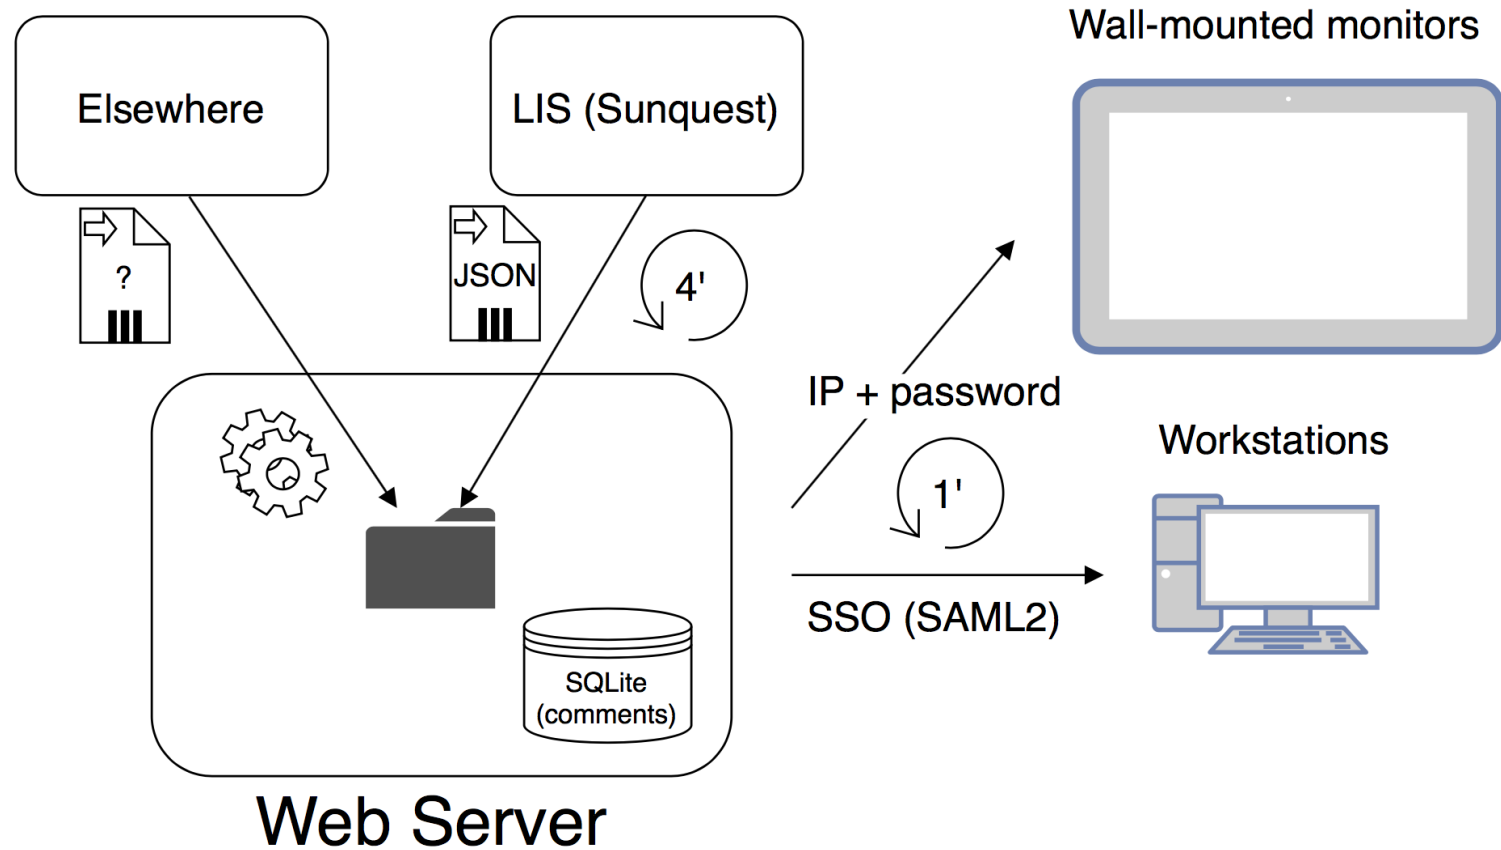 Wall-mounted monitors
Elsewhere
LIS (Sunquest)
?
JSON
4'
IP + password
Workstations
1'
SSO (SAML2)
SQLite
(comments)
Web Server